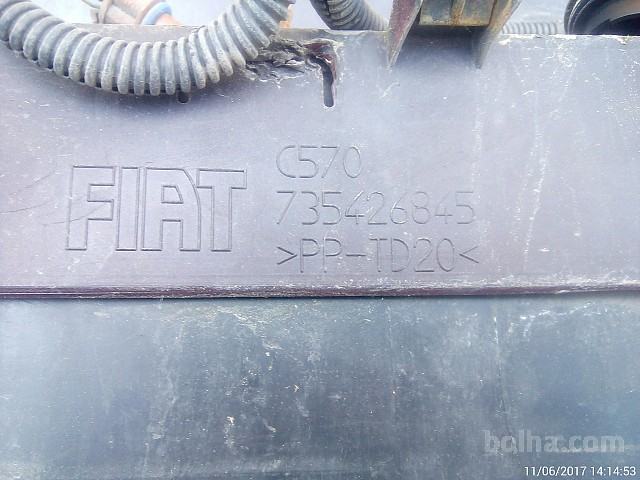 FIAT
C570
735426845
>PP-TD20<
bolha.com
11/06/2017 14:14:53